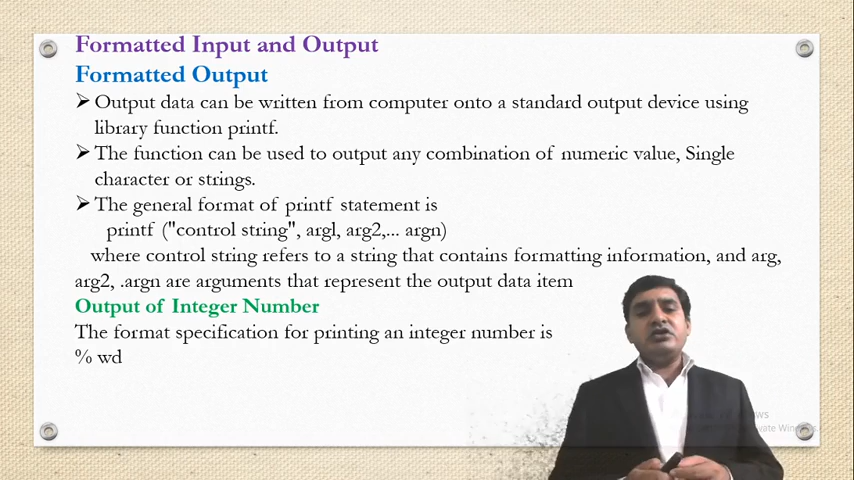 Formatted Input and Output
Formatted Output
➢ Output data can be written from computer onto a standard output device using
library function printf.
➢ The function can be used to output any combination of numeric value, Single
character or strings.
➢ The general format of printf statement is
printf ("control string", argl, arg2,... argn)
where control string refers to a string that contains formatting information, and arg,
arg2, .argn are arguments that represent the output data item
Output of Integer Number
The format specification for printing an integer number is
% wd